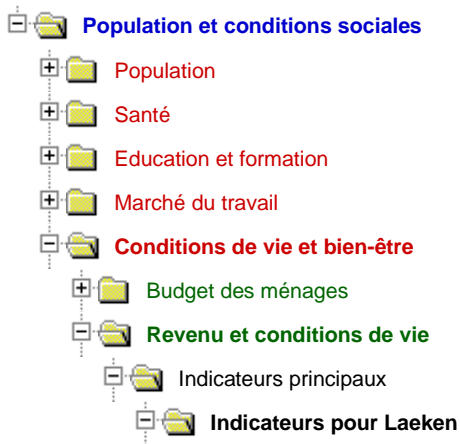 Population et conditions sociales
Population
Santé
Education et formation
Marché du travail
Conditions de vie et bien-être
Budget des ménages
Revenu et conditions de vie
Indicateurs principaux
Indicateurs pour Laeken